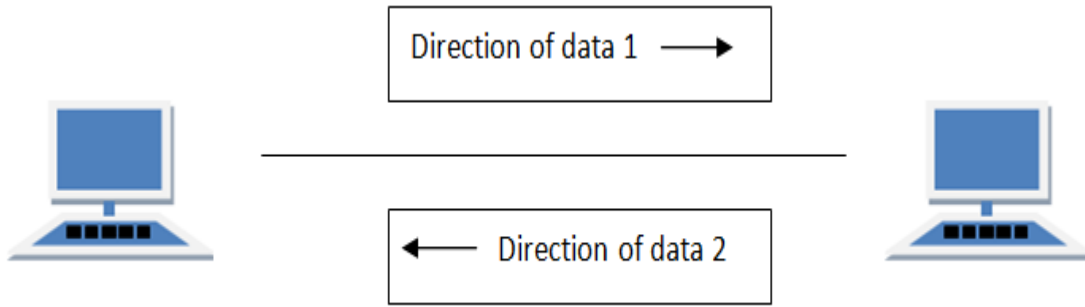 Direction of data 1
Direction of data 2